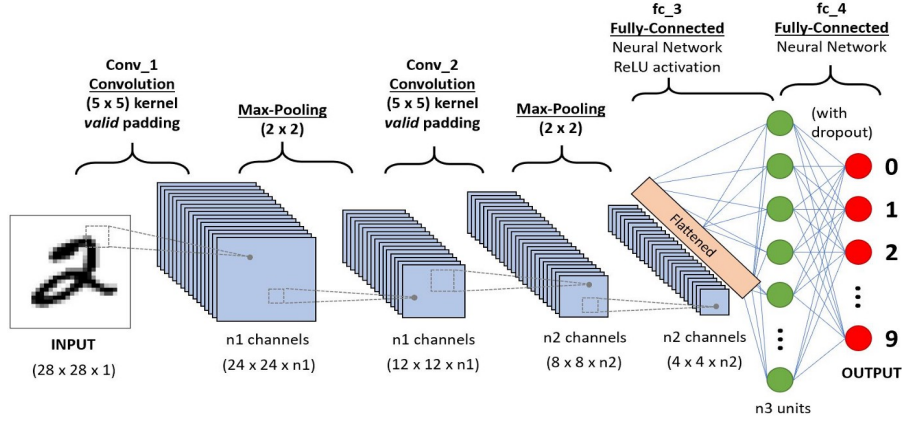 Conv_1
Convolution
(5 x 5) kernel
valid padding
Max-Pooling
(2 x 2)
Conv_2
Convolution
(5 x 5) kernel
valid padding
Max-Pooling
(2 x 2)
fc_3
Fully-Connected
Neural Network
ReLU activation
fc_4
Fully-Connected
Neural Network
(with
dropout)
Flattened
0
1
2
...
9
OUTPUT
...
n3 units
INPUT
(28 x 28 x 1)
n1 channels
(24 x 24 x n1)
n1 channels
(12 x 12 x n1)
n2 channels
(8 x 8 x n2)
n2 channels
(4 x 4 x n2)
2